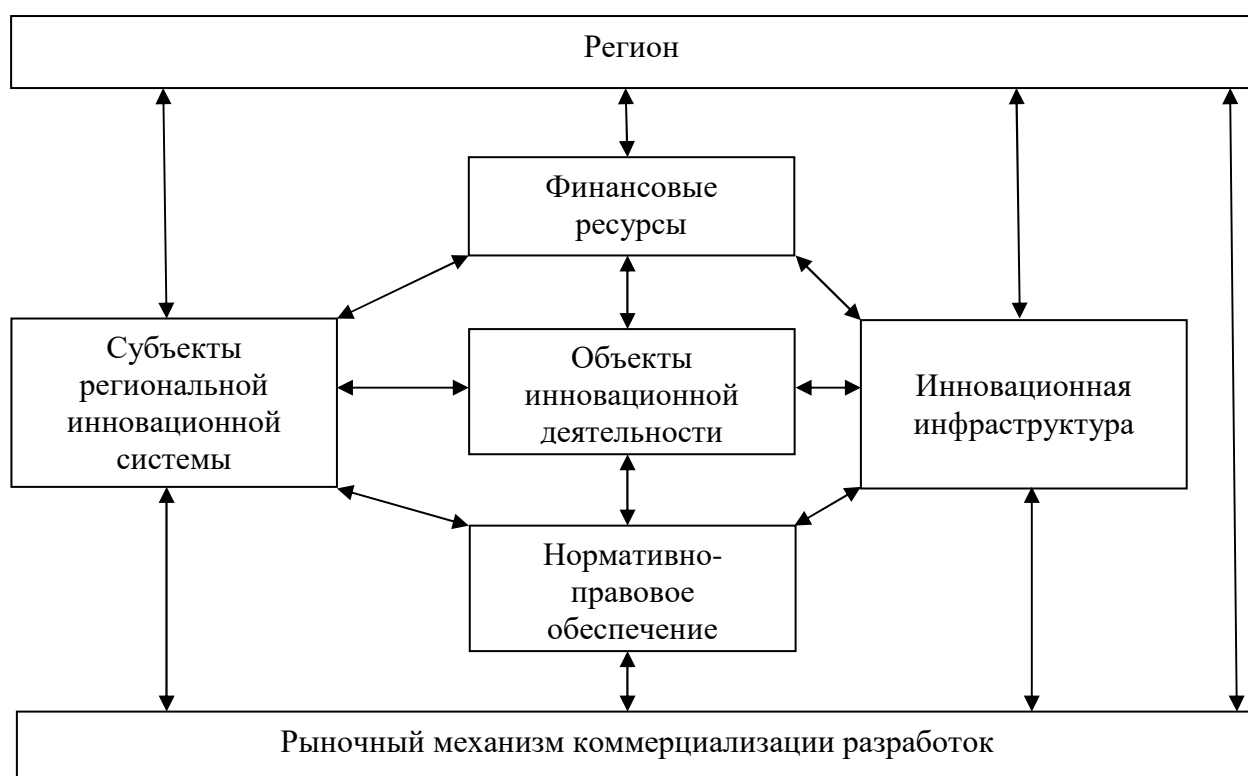 Регион
Финансовые
ресурсы
Субъекты
региональной
инновационной
системы
Объекты
инновационной
деятельности
Инновационная
инфраструктура
Нормативно-
правовое
обеспечение
Рыночный механизм коммерциализации разработок